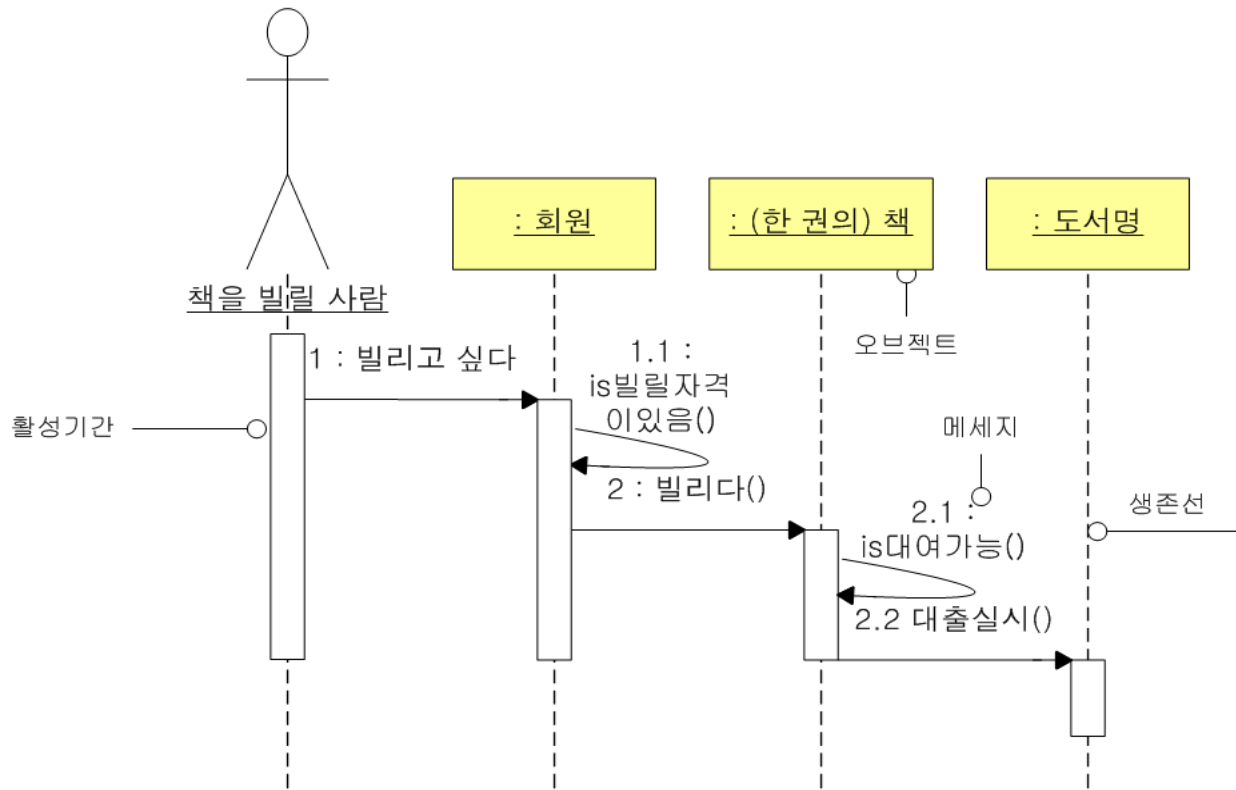 : 회원
: (한 권의) 책
: 도서명
책을 빌릴 사람
오브젝트
1 : 빌리고 싶다
1.1 :
is빌릴자격
이있음()
활성기간
메세지
2 : 빌리다()
2.1 :
is대여가능()
생존선
2.2 대출실시()